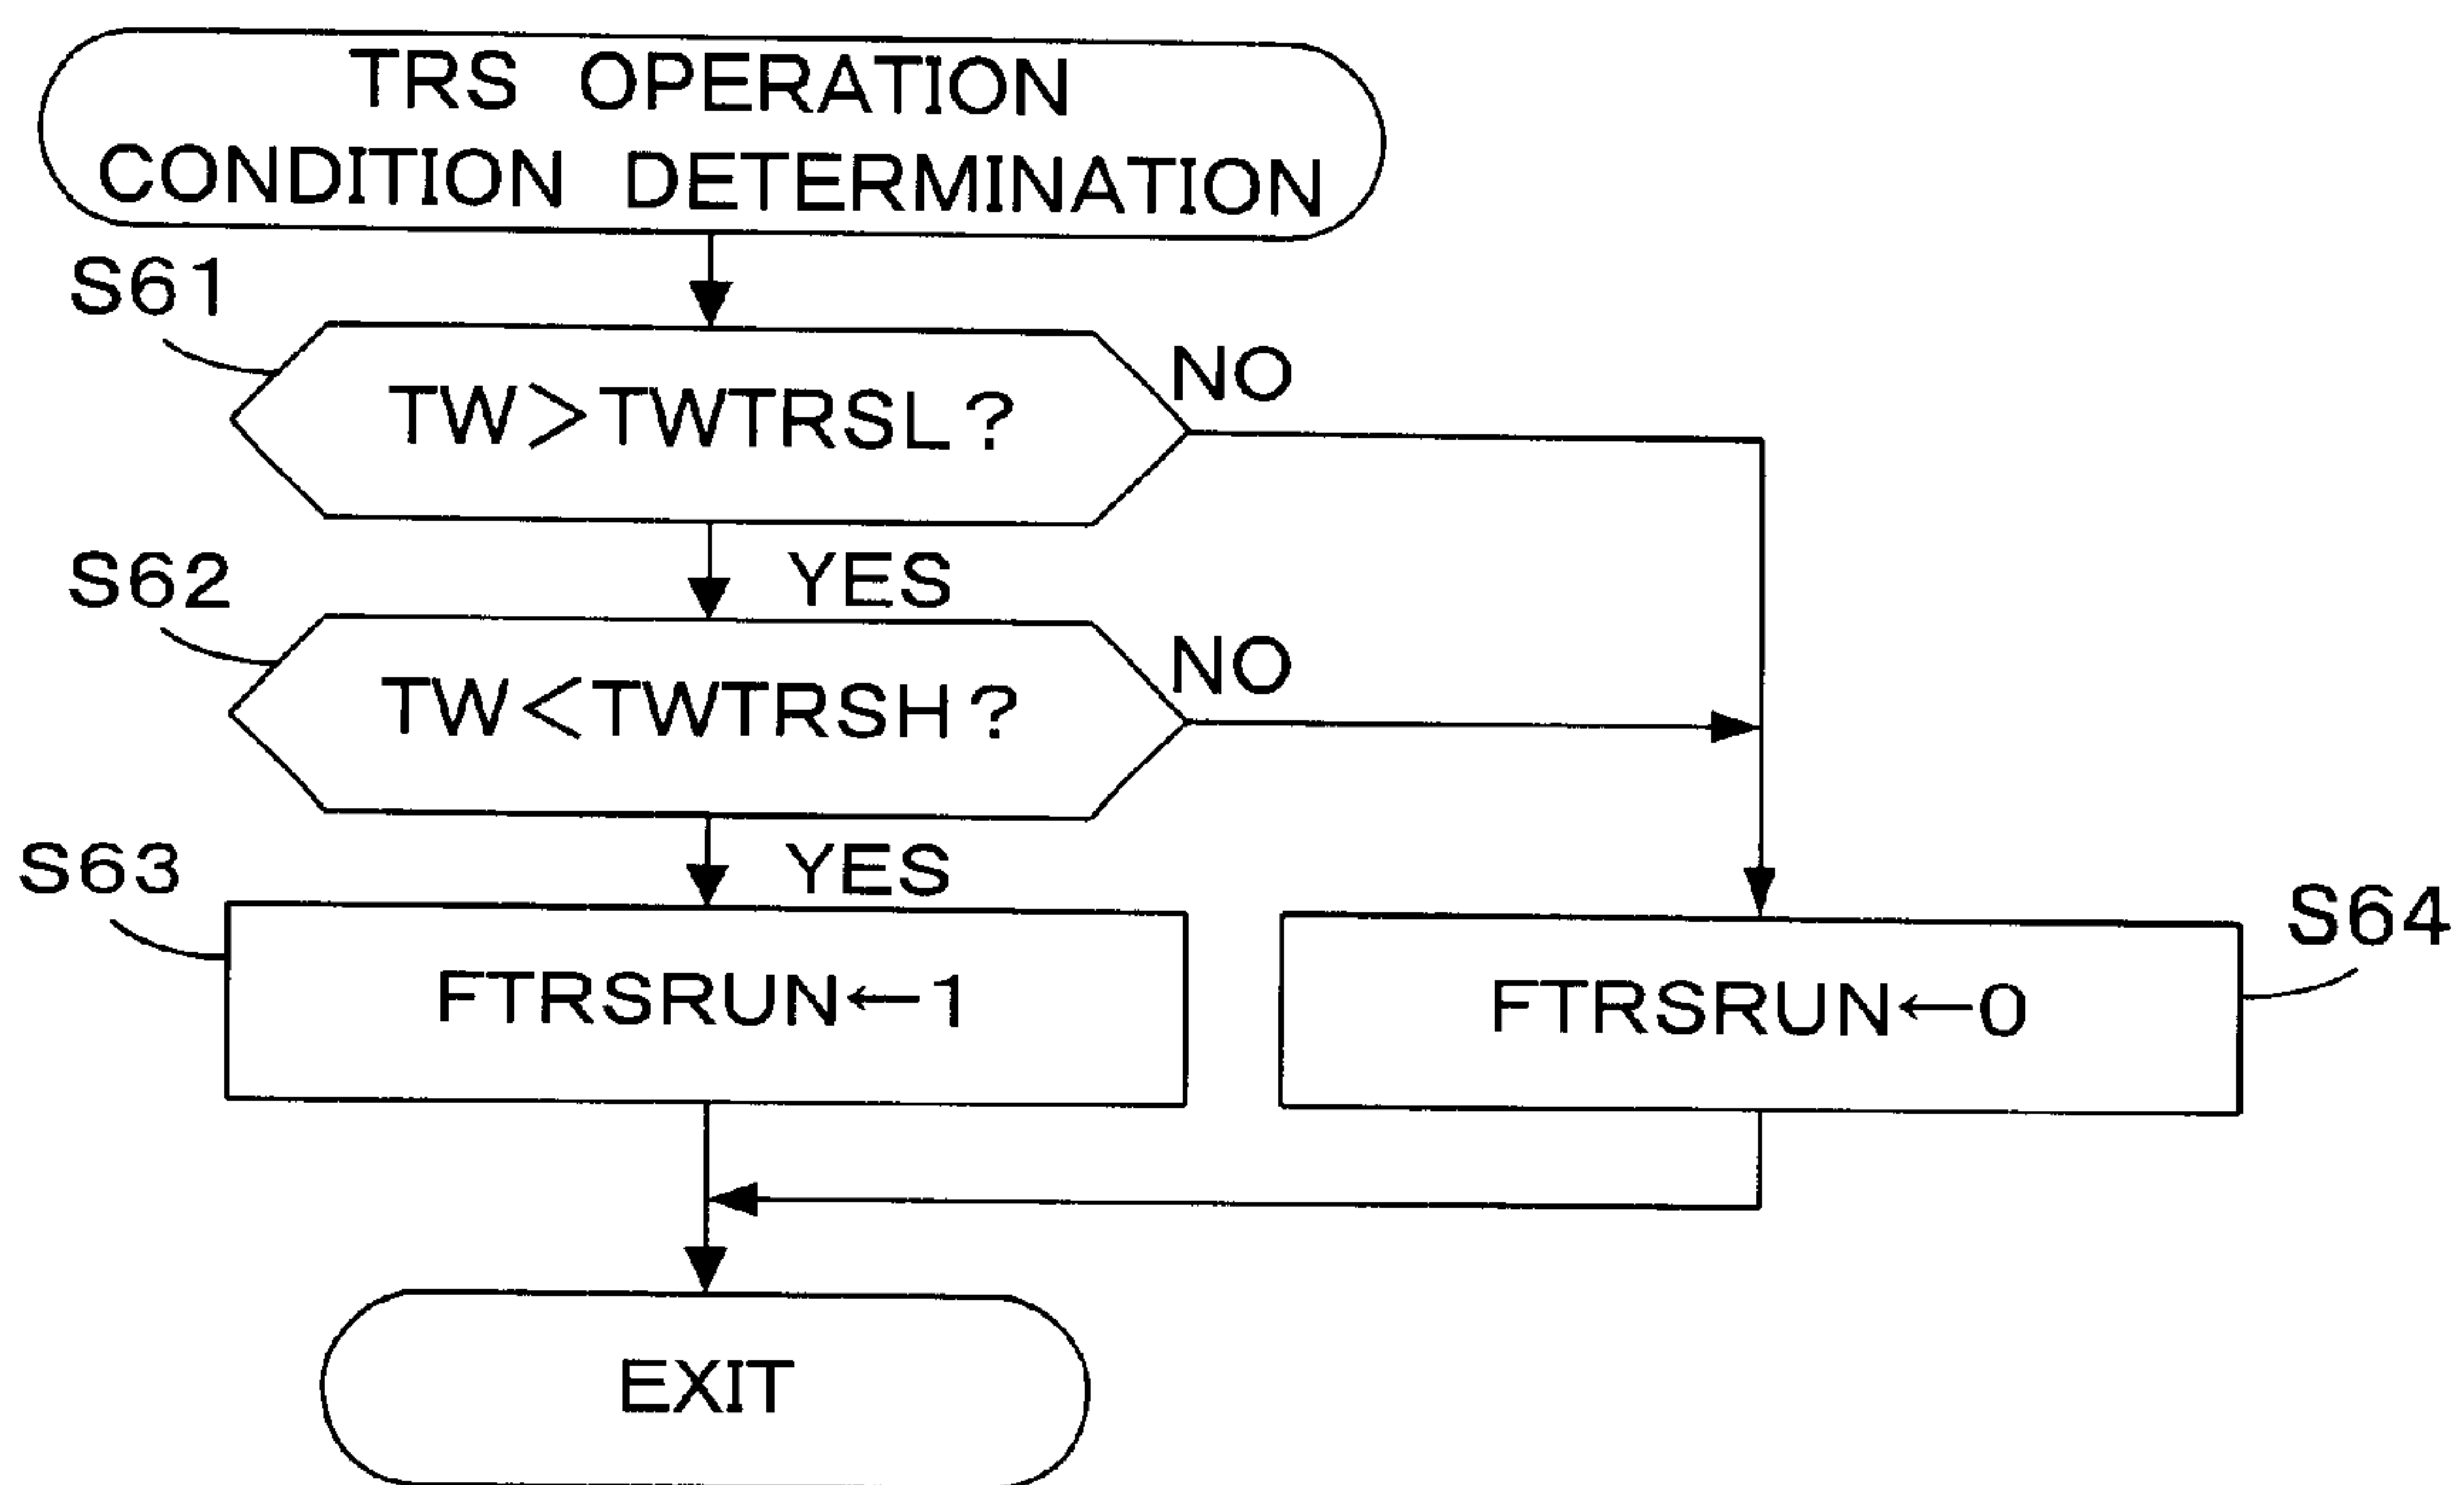 TRS OPERATION
CONDITION DETERMINATION
S61
TW>TWTRSL?
NO
YES
S62
TW<TWTRSH?
NO
YES
S63
FTRSRUN←1
FTRSRUN←0
S64
EXIT